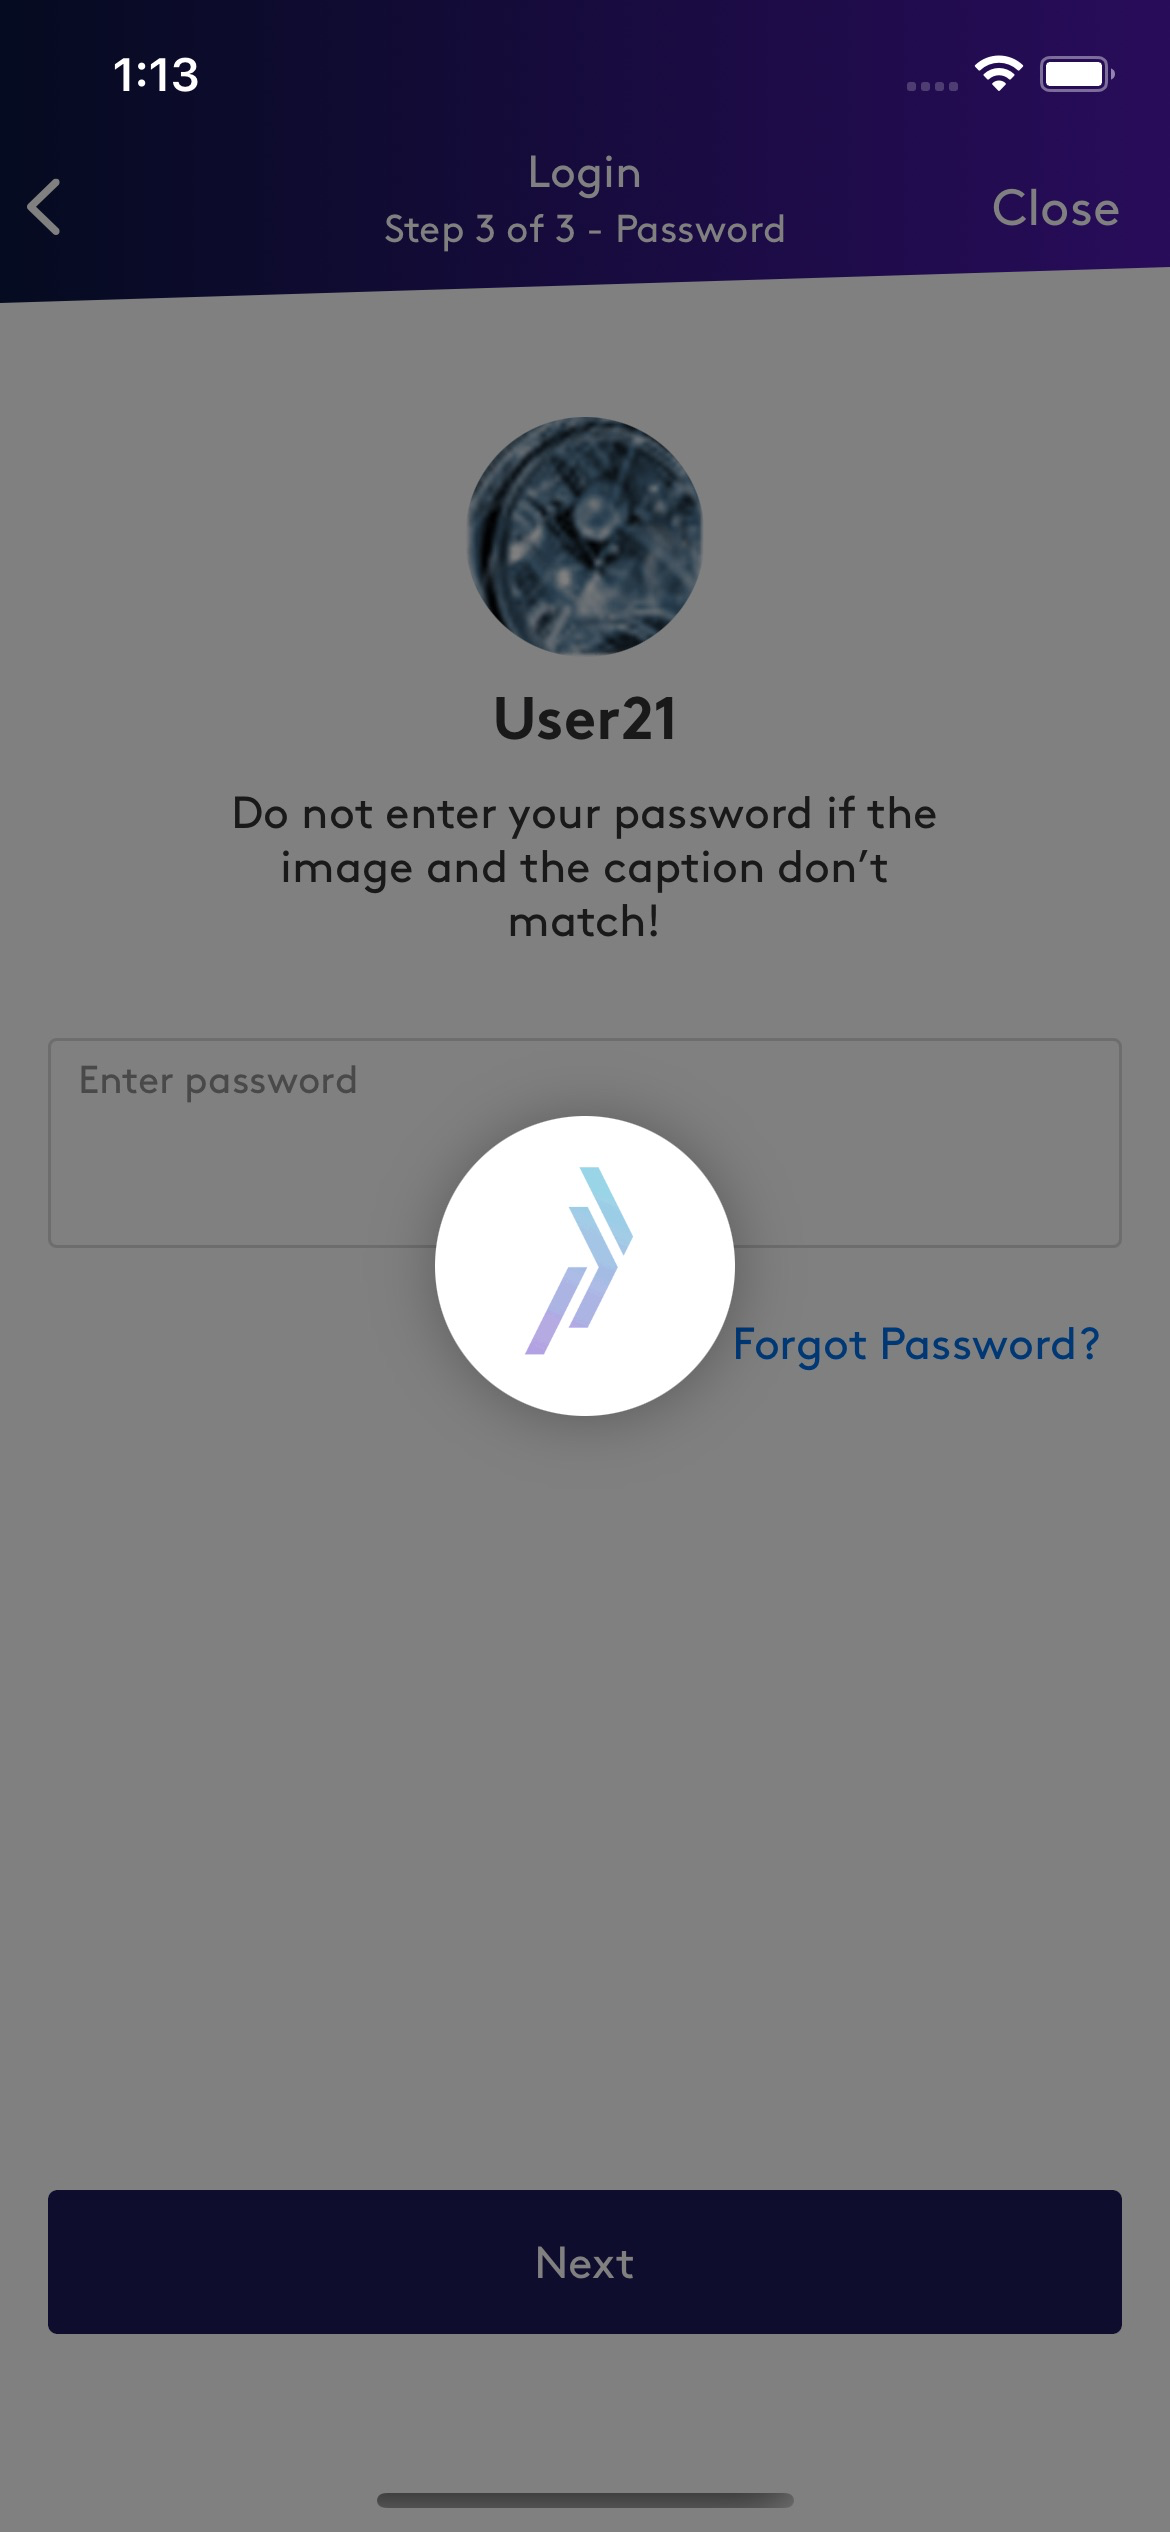 1:13
Login
Step 3 of 3 - Password
Close
User21
Do not enter your password if the
image and the caption don’t
match!
Enter password
Forgot Password?
Next